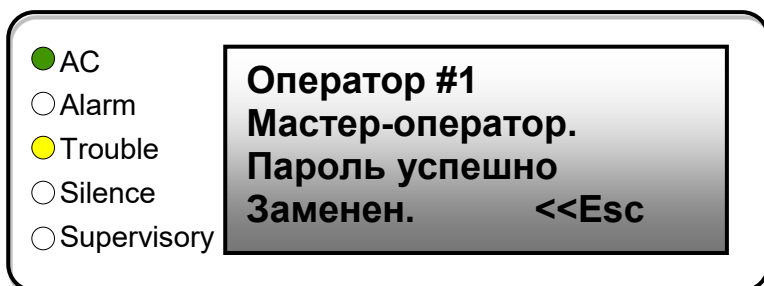 AC
Alarm
Trouble
Silence
Supervisory
Оператор #1
Мастер-оператор.
Пароль успешно
Заменен. <<Esc